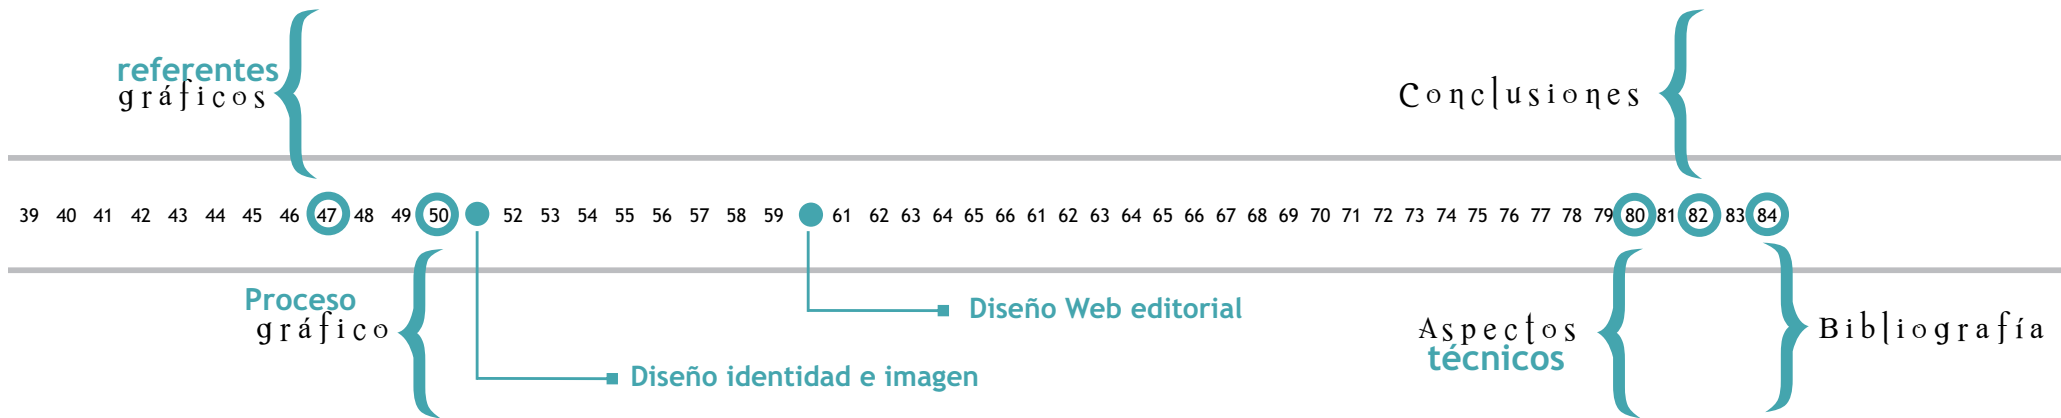 referentes
gráficos
Conclusiones
39 40 41 42 43 44 45 46 47 48 49 50 52 53 54 55 56 57 58 59 61 62 63 64 65 66 61 62 63 64 65 66 67 68 69 70 71 72 73 74 75 76 77 78 79 80 81 82 83 84
Proceso
gráfico
Diseño Web editorial
Diseño identidad e imagen
Aspectos
técnicos
Bibliografía